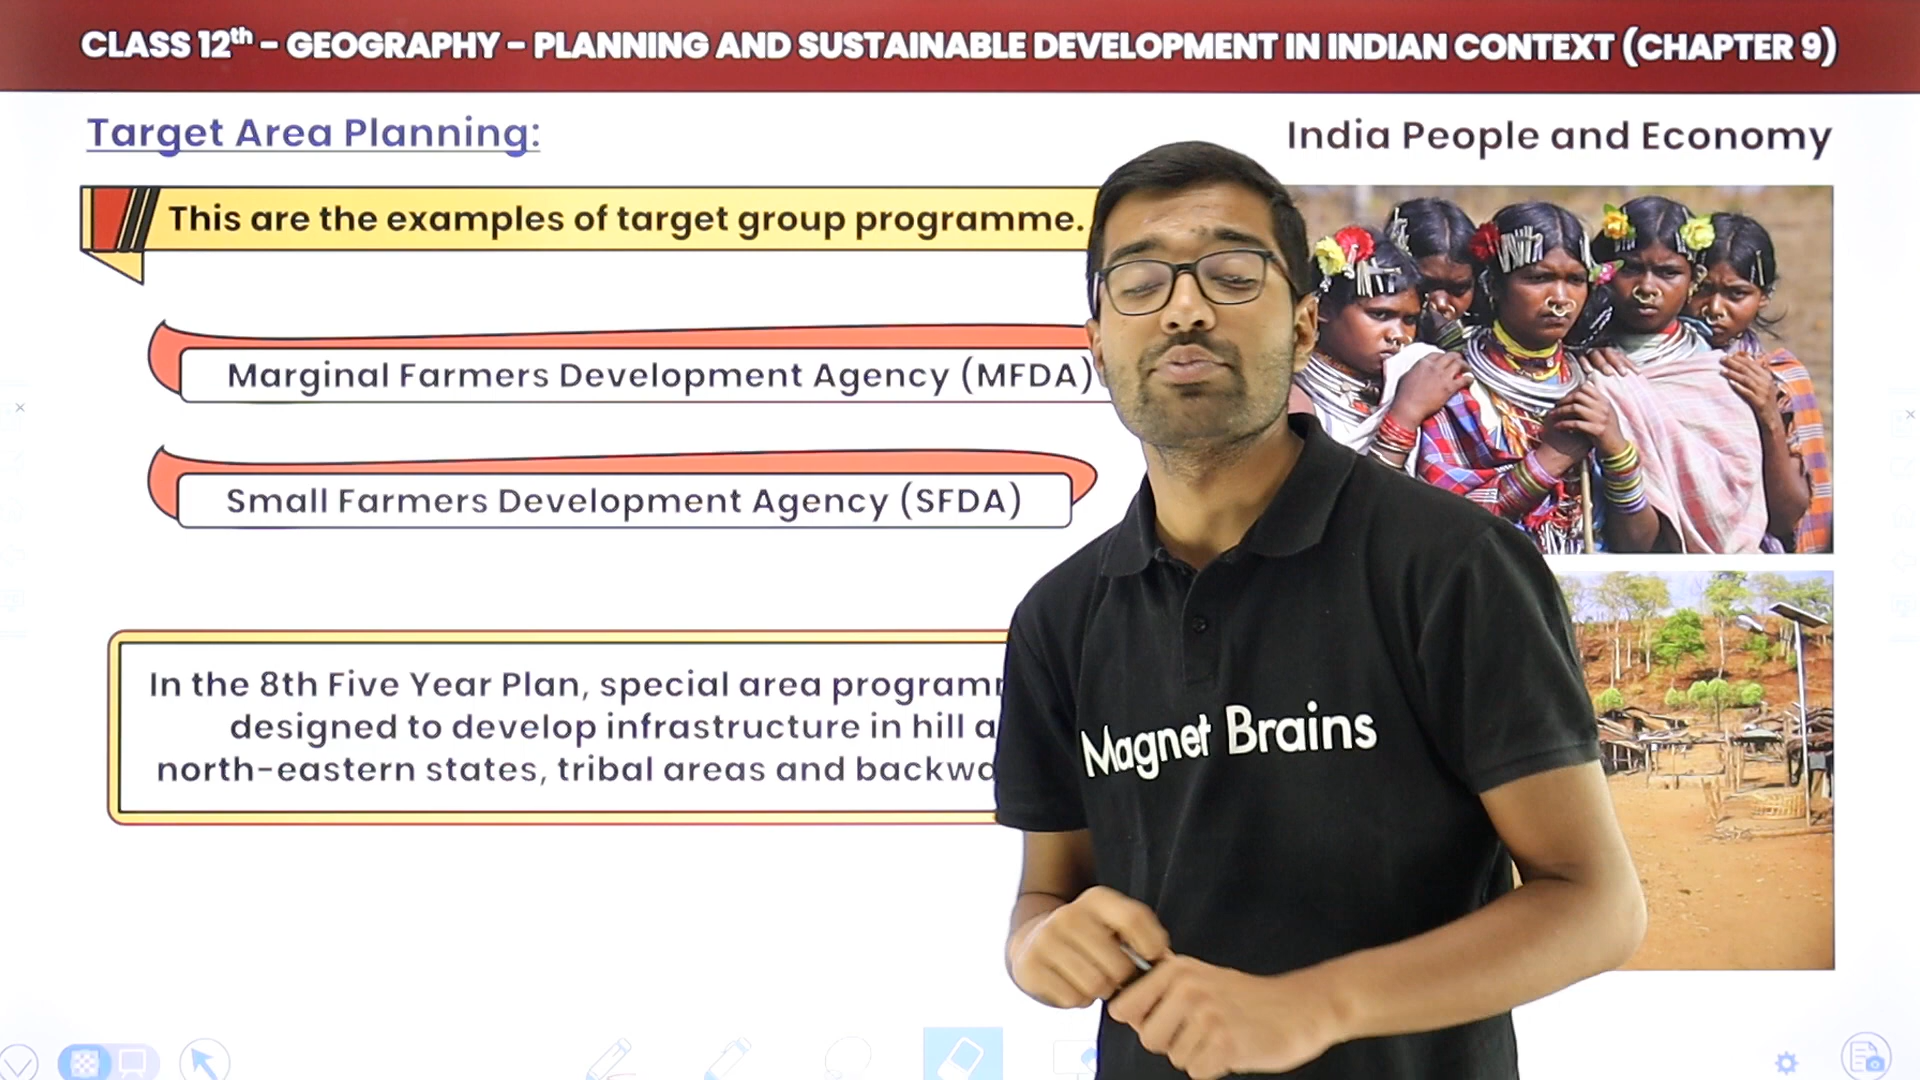 CLASS 12th – GEOGRAPHY – PLANNING AND SUSTAINABLE DEVELOPMENT IN INDIAN CONTEXT (CHAPTER 9)
Target Area Planning:
India People and Economy
This are the examples of target group programme.
Marginal Farmers Development Agency (MFDA)
Small Farmers Development Agency (SFDA)
In the 8th Five Year Plan, special area
designed to develop infrastructure in hill
north-eastern states, tribal areas and
Magnet Brains